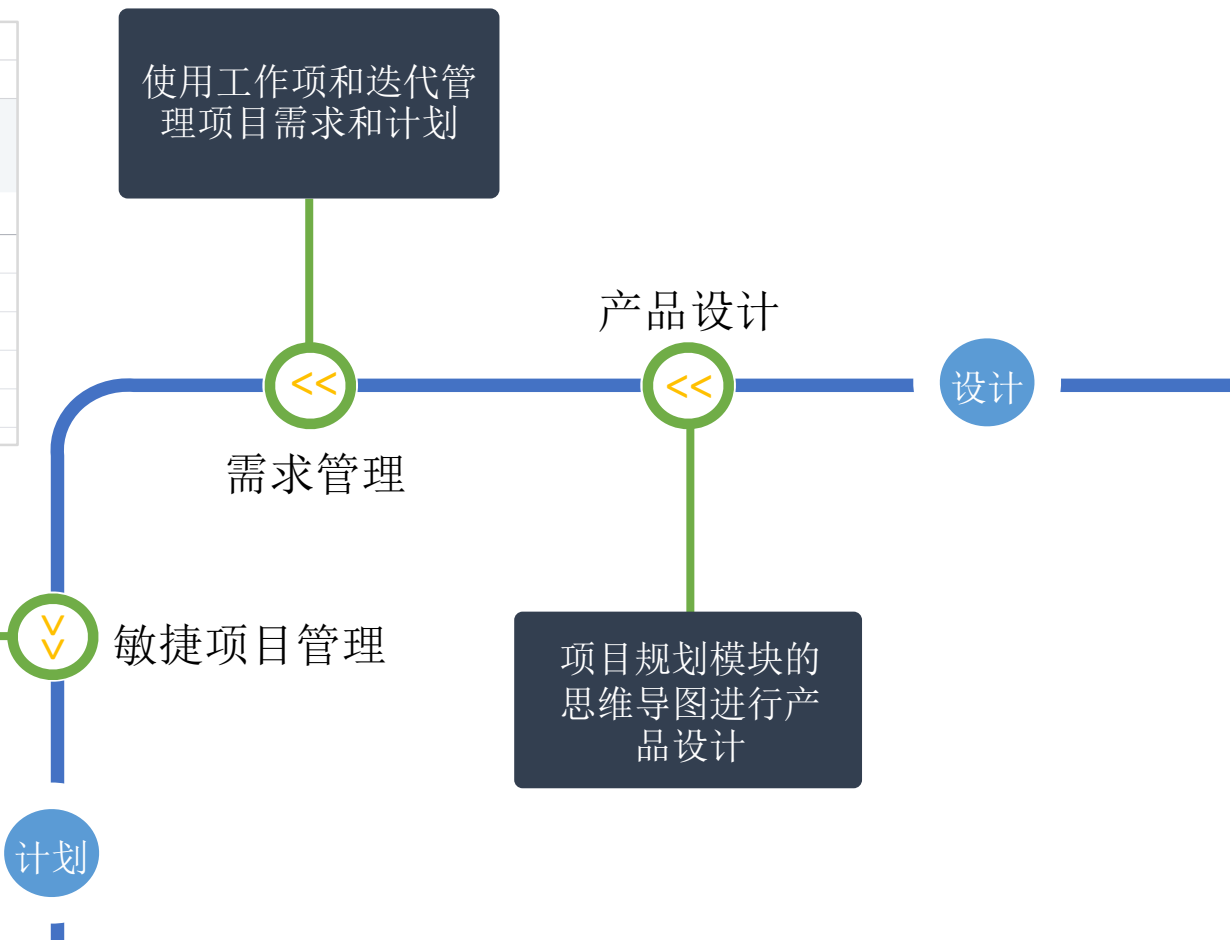 使用工作项和迭代管
理项目需求和计划
产品设计
<<
<<
设计
需求管理
>>
敏捷项目管理
项目规划模块的
思维导图进行产
品设计
计划